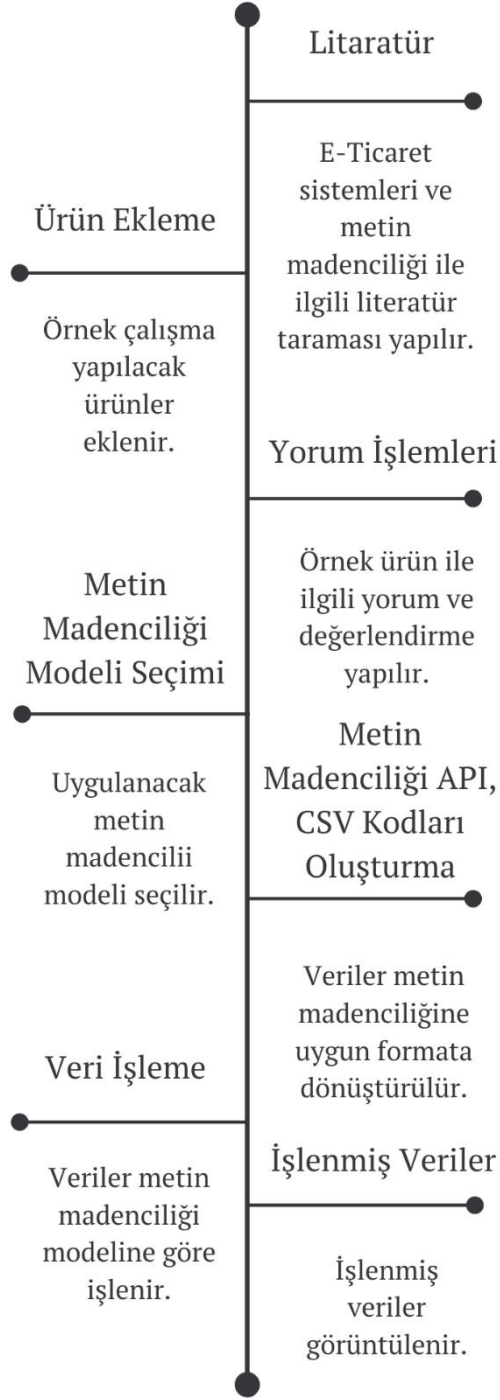 Litaratür
E-Ticaret
sistemleri ve
metin
madenciliği ile
ilgili literatür
taraması yapılır.
Ürün Ekleme
Örnek çalışma
yapılacak
ürünler
eklenir.
Yorum İşlemleri
Örnek ürün ile
ilgili yorum ve
değerlendirme
yapılır.
Metin
Madenciliği
Modeli Seçimi
Uygulanacak
metin
madencilii
modeli seçilir.
Metin
Madenciliği API,
CSV Kodları
Oluşturma
Veriler metin
madenciliğine
uygun formata
dönüştürülür.
Veri İşleme
Veriler metin
madenciliği
modeline göre
işlenir.
İşlenmiş Veriler
İşlenmiş
veriler
görüntülenir.